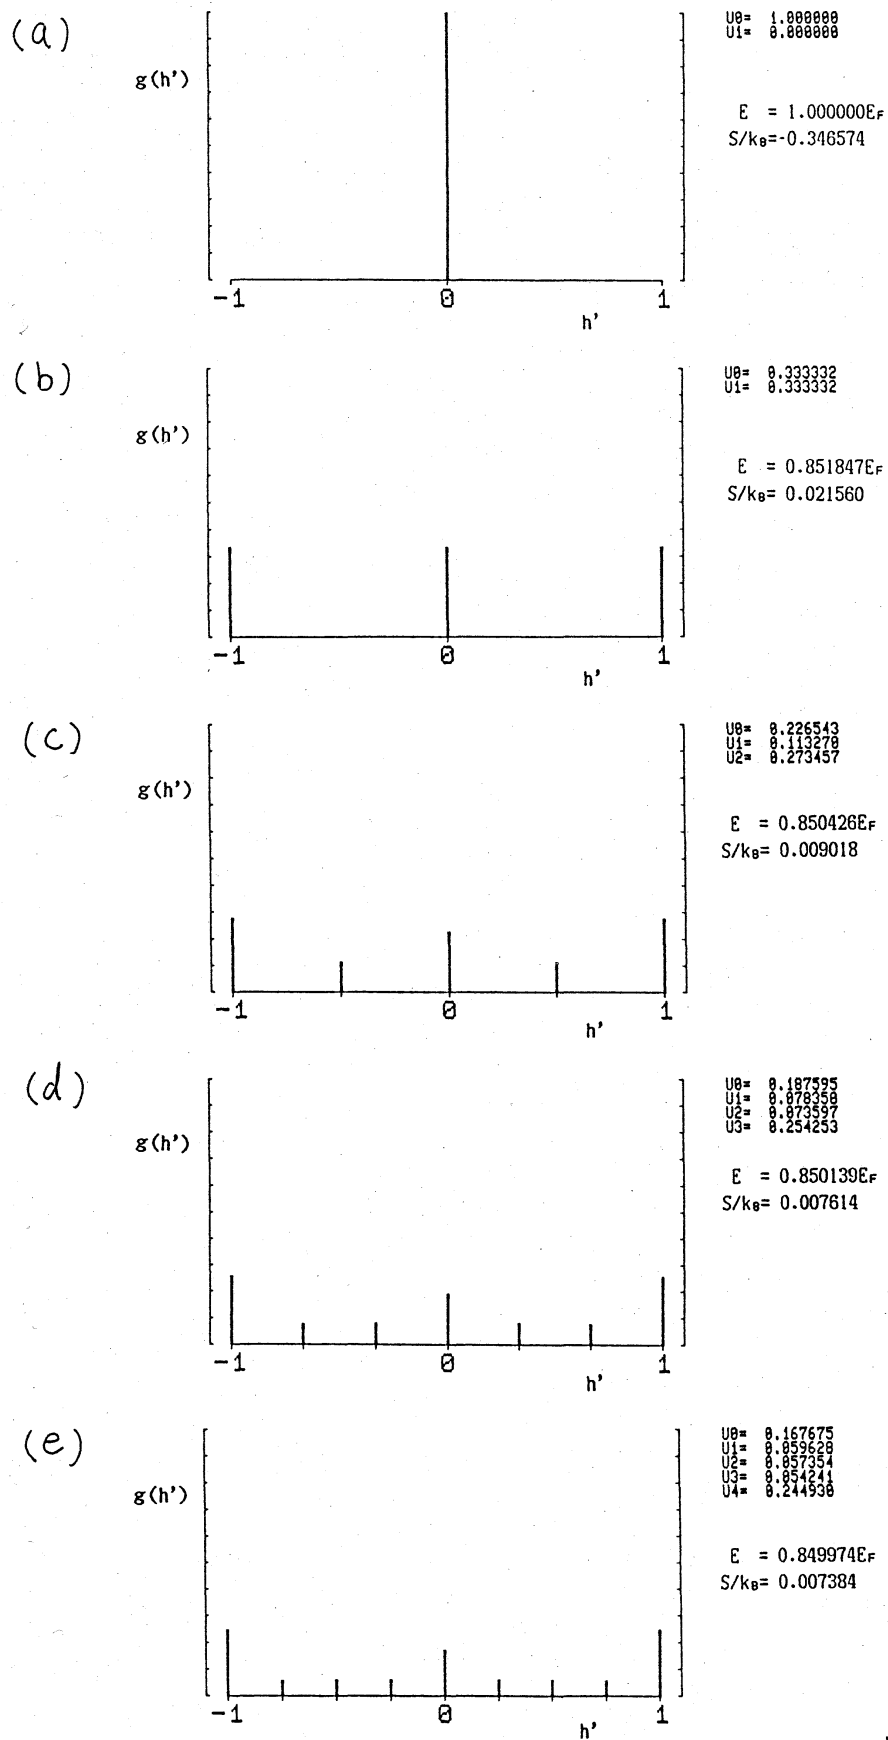 (a)
g(h')
-1 0 1
h'
U0= 1.000000
U1= 0.000000
E = 1.000000EF
S/kB=-0.346574
(b)
g(h')
-1 0 1
h'
U0= 0.333332
U1= 0.333332
E = 0.851847EF
S/kB= 0.021560
(c)
g(h')
-1 0 1
h'
U0= 0.226543
U1= 0.113270
U2= 0.273457
E = 0.850426EF
S/kB= 0.009018
(d)
g(h')
-1 0 1
h'
U0= 0.187595
U1= 0.078350
U2= 0.073597
U3= 0.254253
E = 0.850139EF
S/kB= 0.007614
(e)
g(h')
-1 0 1
h'
U0= 0.167675
U1= 0.059628
U2= 0.057354
U3= 0.054241
U4= 0.244930
E = 0.849974EF
S/kB= 0.007384